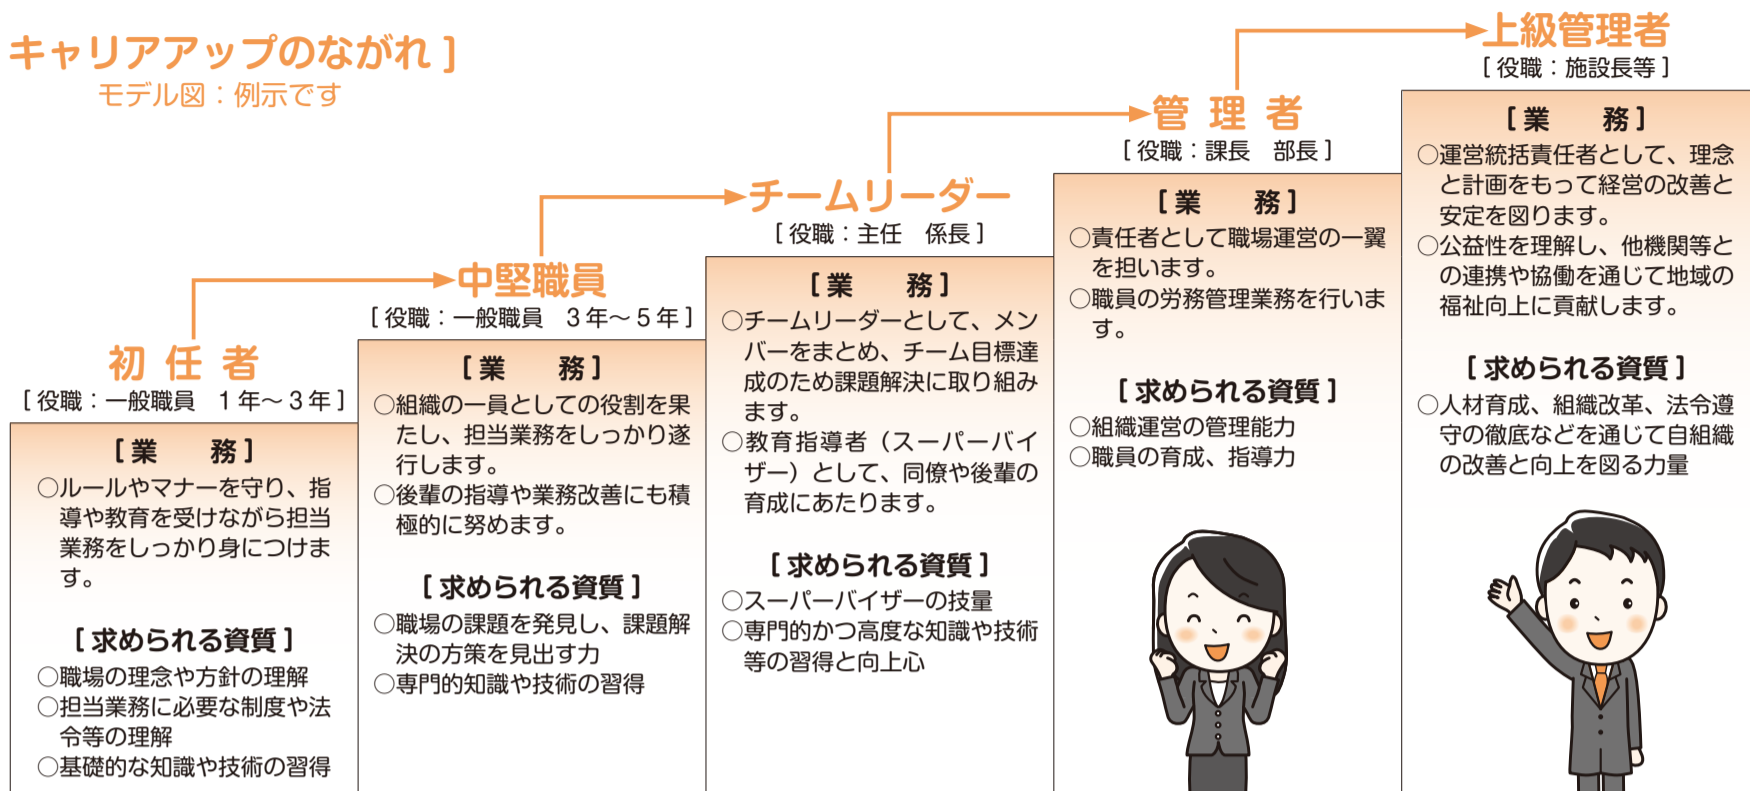 キャリアアップのながれ ]
モデル図：例示です
初 任 者
[ 役職：一般職員　1 年～ 3 年 ]
[ 業　　務 ]
○ルールやマナーを守り、指
導や教育を受けながら担当
業務をしっかり身につけま
す。
[ 求められる資質 ]
○職場の理念や方針の理解
○担当業務に必要な制度や法
令等の理解
○基礎的な知識や技術の習得
中堅職員
[ 役職：一般職員　3 年～ 5 年 ]
[ 業　　務 ]
○組織の一員としての役割を果
たし、担当業務をしっかり遂
行します。
○後輩の指導や業務改善にも積
極的に努めます。
[ 求められる資質 ]
○職場の課題を発見し、課題解
決の方策を見出す力
○専門的知識や技術の習得
チームリーダー
[ 役職：主任　係長 ]
[ 業　　務 ]
○チームリーダーとして、メン
バーをまとめ、チーム目標達
成のため課題解決に取り組み
ます。
○教育指導者（スーパーバイ
ザー）として、同僚や後輩の
育成にあたります。
[ 求められる資質 ]
○スーパーバイザーの技量
○専門的かつ高度な知識や技術
等の習得と向上心
管 理 者
[ 役職：課長　部長 ]
[ 業　　務 ]
○責任者として職場運営の一翼
を担います。
○職員の労務管理業務を行いま
す。
[ 求められる資質 ]
○組織運営の管理能力
○職員の育成、指導力
上級管理者
[ 役職：施設長等 ]
[ 業　　務 ]
○運営統括責任者として、理念
と計画をもって経営の改善と
安定を図ります。
○公益性を理解し、他機関等と
の連携や協働を通じて地域の
福祉向上に貢献します。
[ 求められる資質 ]
○人材育成、組織改革、法令遵
守の徹底などを通じて自組織
の改善と向上を図る力量